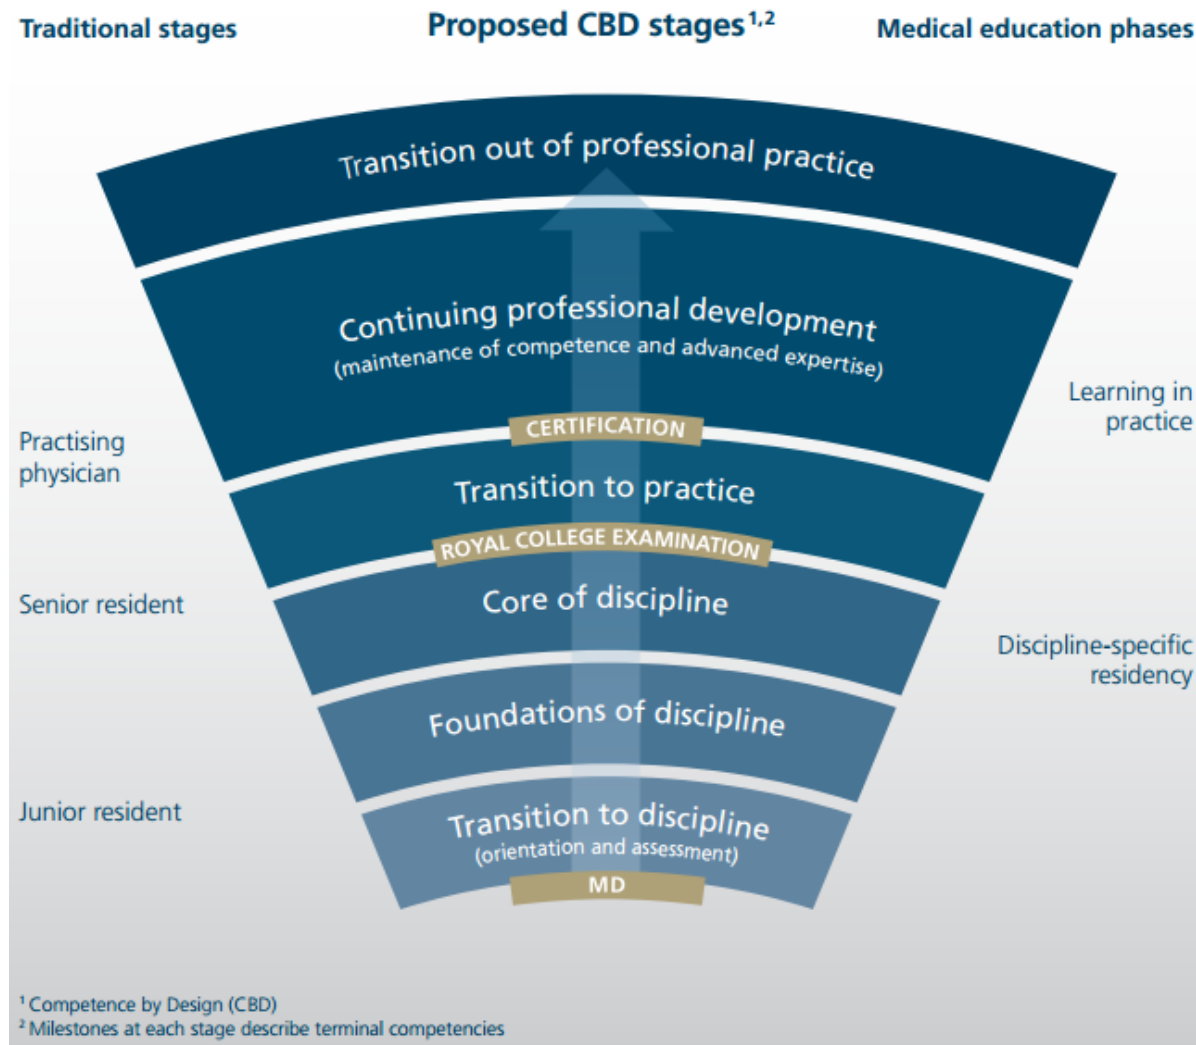 Traditional stages
Proposed CBD stages¹,²
Medical education phases
Transition out of professional practice
Continuing professional development
(maintenance of competence and advanced expertise)
Learning in
practice
CERTIFICATION
Practising
physician
Transition to practice
ROYAL COLLEGE EXAMINATION
Core of discipline
Senior resident
Discipline-specific
residency
Foundations of discipline
Junior resident
Transition to discipline
(orientation and assessment)
MD
¹ Competence by Design (CBD)
² Milestones at each stage describe terminal competencies